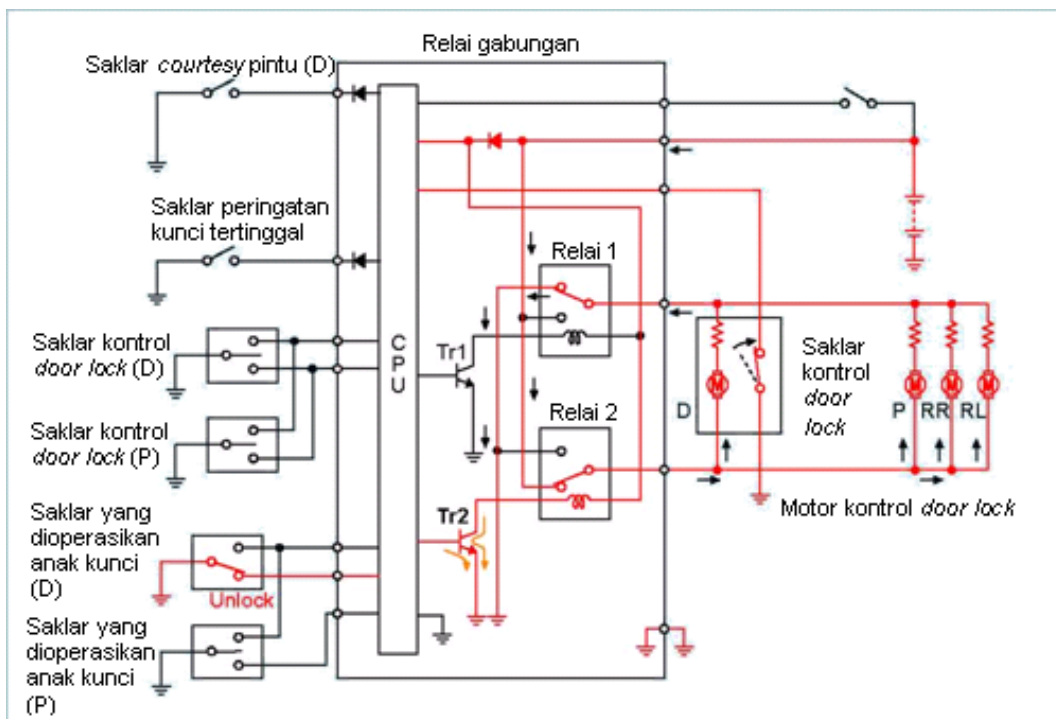 Relai gabungan
Saklar courtesy pintu (D)
Saklar peringatan
kunci tertinggal
Relai 1
Saklar kontrol
door lock (D)
CPU
Tr1
Saklar
kontrol
door
lock
D
M
M
M
M
P
RR
RL
Saklar kontrol
door lock (P)
Relai 2
Motor kontrol door lock
Saklar yang
dioperasikan
anak kunci
(D)
Tr2
Unlock
Saklar yang
dioperasikan
anak kunci
(P)